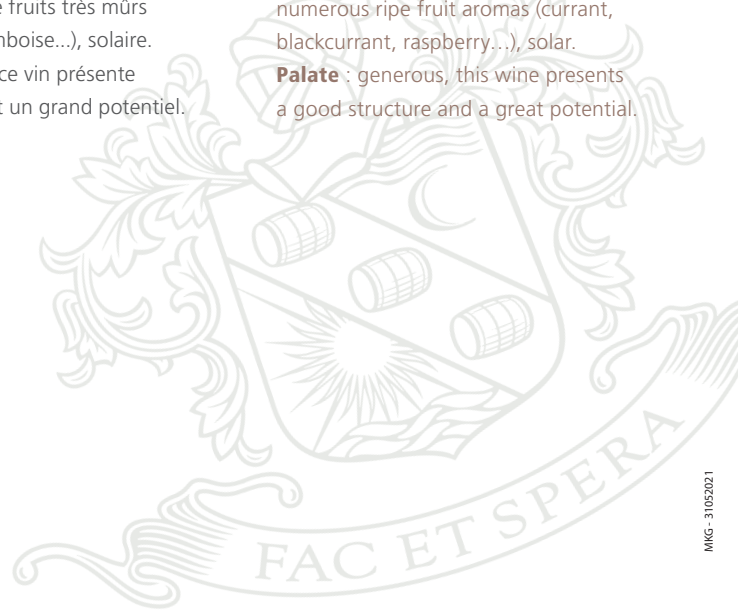 fruits très mûrs
mboise...), solaire.
ce vin présente
t un grand potentiel.
numerous ripe fruit aromas (currant,
blackcurrant, raspberry…), solar.
Palate : generous, this wine presents
a good structure and a great potential.
FAC ET SPERA
MKG - 31052021